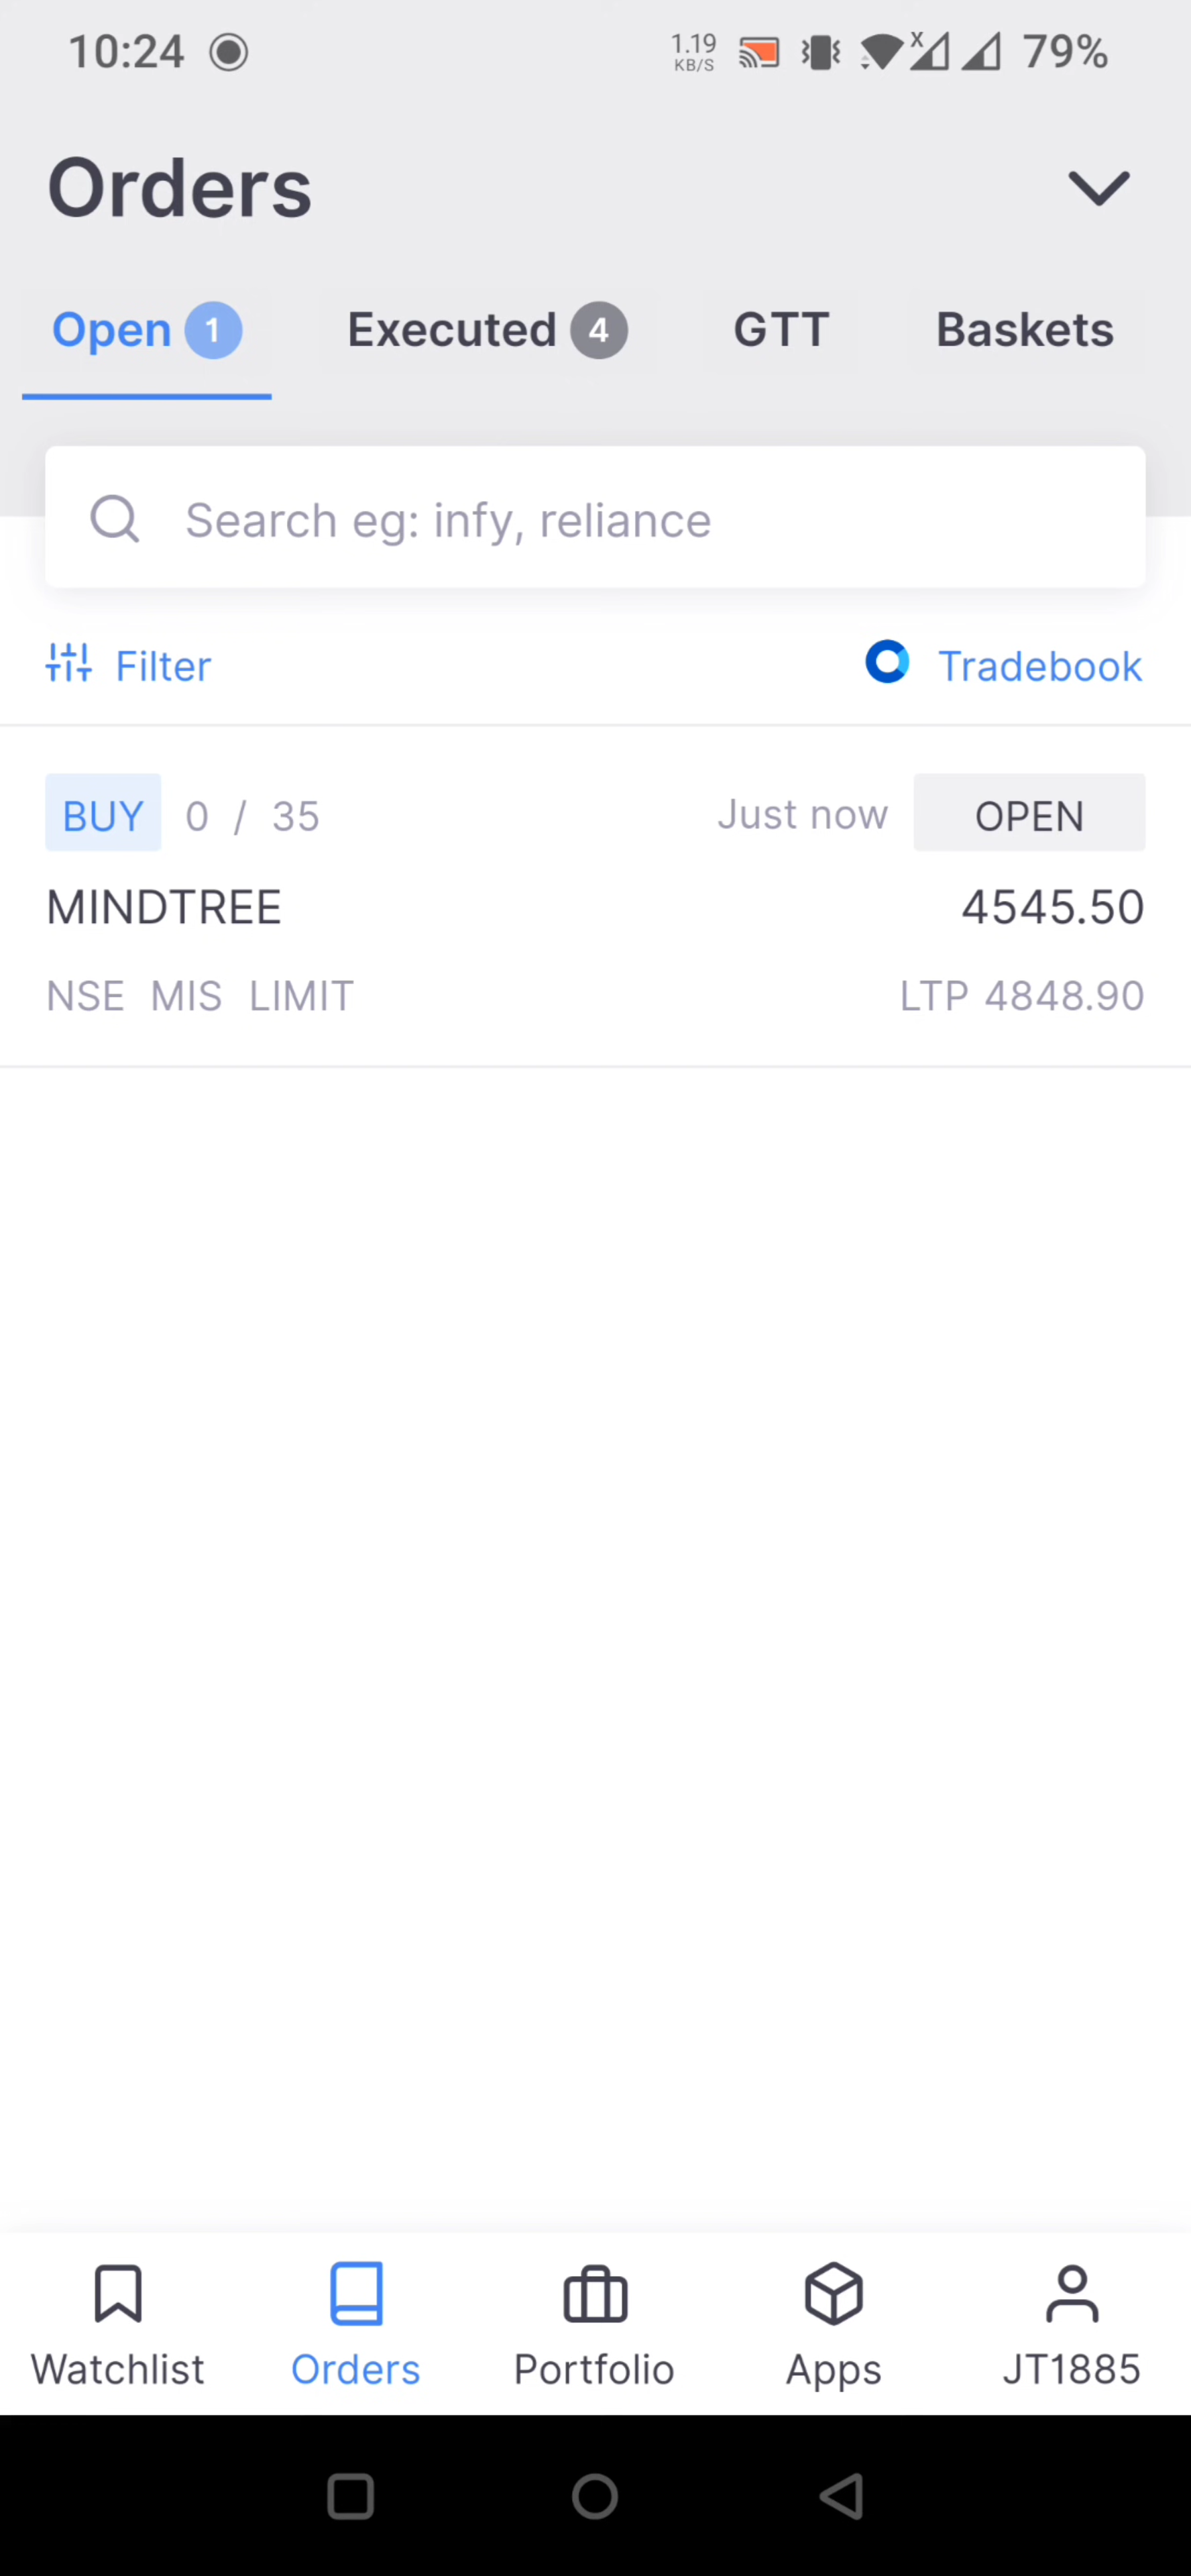 10:24 1.19 KB/S x 79%
Orders
Open 1 Executed 4 GTT Baskets
Search eg: infy, reliance
Filter Tradebook
BUY 0 / 35 Just now OPEN
MINDTREE 4545.50
NSE MIS LIMIT LTP 4848.90
Watchlist Orders Portfolio Apps JT1885